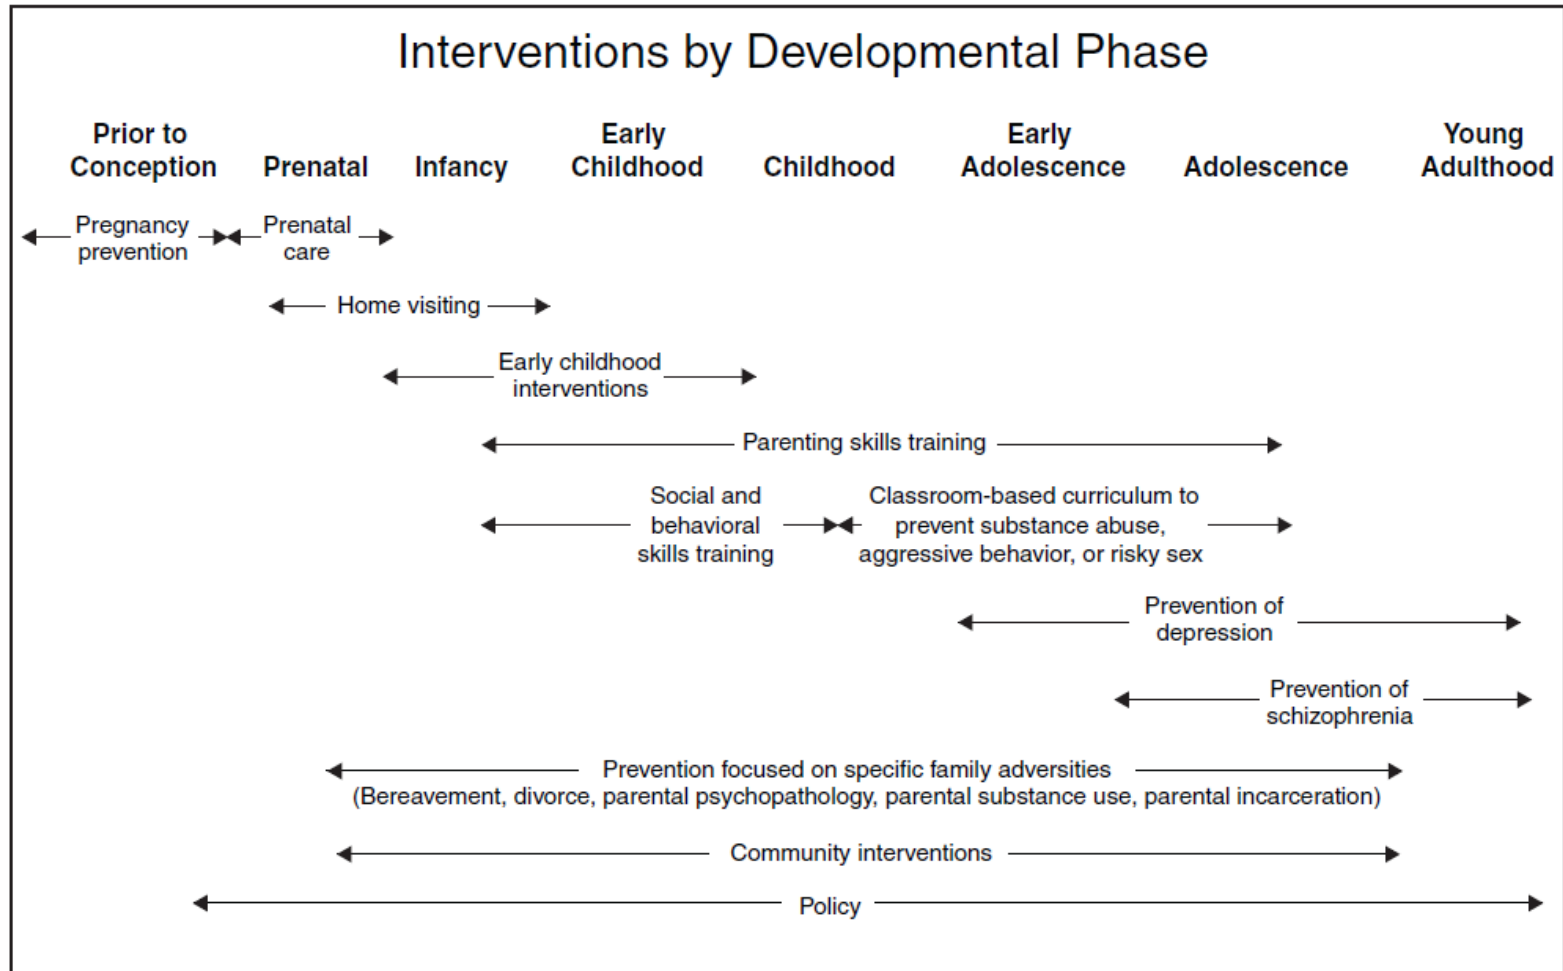 Interventions by Developmental Phase
Prior to
Conception
Prenatal
Infancy
Early
Childhood
Childhood
Early
Adolescence
Adolescence
Young
Adulthood
Pregnancy
prevention
Prenatal
care
Home visiting
Early childhood
interventions
Parenting skills training
Social and
behavioral
skills training
Classroom-based curriculum to
prevent substance abuse,
aggressive behavior, or risky sex
Prevention of
depression
Prevention of
schizophrenia
Prevention focused on specific family adversities
(Bereavement, divorce, parental psychopathology, parental substance use, parental incarceration)
Community interventions
Policy